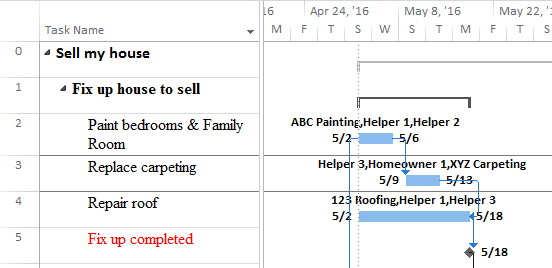 Task Name
16 Apr 24, '16 May 8, '16 May 22, '16
M F T S W S T M F T S
0 Sell my house
1 Fix up house to sell
ABC Painting,Helper 1,Helper 2
2 Paint bedrooms & Family 5/2 5/6
Room
Helper 3,Homeowner 1,XYZ Carpeting
3 Replace carpeting 5/9 5/13
123 Roofing,Helper 1,Helper 3
4 Repair roof 5/2 5/18
5 Fix up completed 5/18